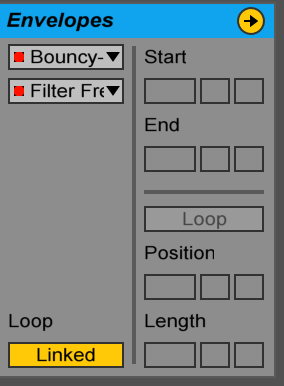 Envelopes
Bouncy-
Filter Fre
Loop
Linked
Start
End
Loop
Position
Length